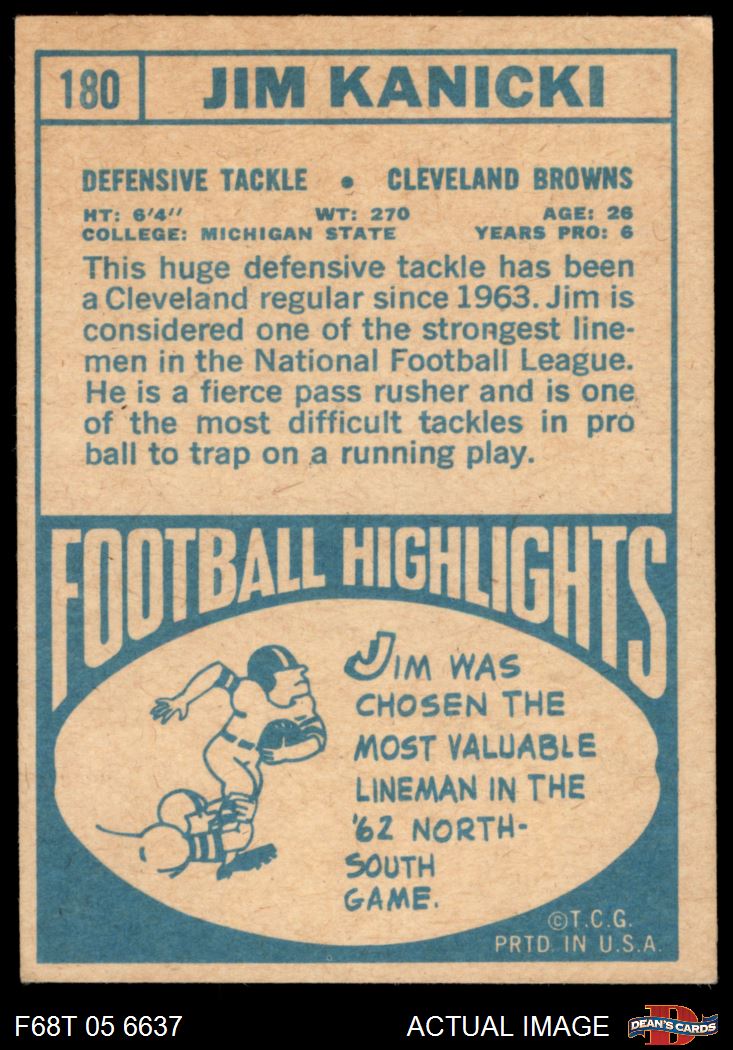 180
JIM KANICKI
DEFENSIVE TACKLE • CLEVELAND BROWNS
HT: 6'4" WT: 270 AGE: 26
COLLEGE: MICHIGAN STATE YEARS PRO: 6
This huge defensive tackle has been
a Cleveland regular since 1963. Jim is
considered one of the strongest line-
men in the National Football League.
He is a fierce pass rusher and is one
of the most difficult tackles in pro
ball to trap on a running play.
FOOTBALL HIGHLIGHTS
JIM WAS
CHOSEN THE
MOST VALUABLE
LINEMAN IN THE
'62 NORTH-
SOUTH
GAME.
©T.C.G.
PRTD. IN U.S.A.
F68T 05 6637 ACTUAL IMAGE
D
DEAN'S CARDS